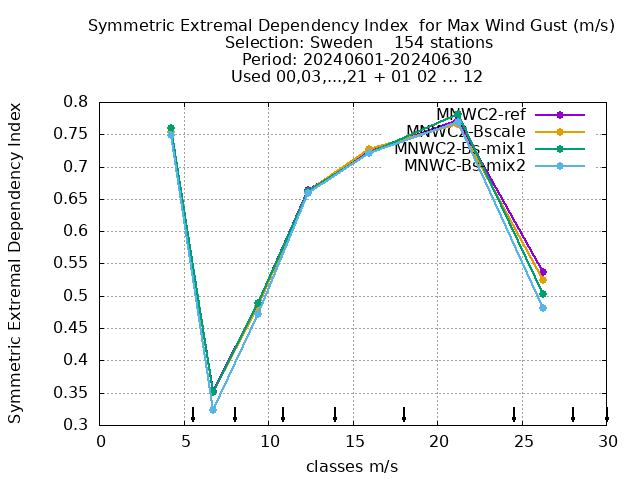 Symmetric Extremal Dependency Index  for Max Wind Gust (m/s)
Selection: Sweden    154 stations
Period: 20240601-20240630
Used 00,03,...,21 + 01 02 ... 12
Symmetric Extremal Dependency Index
0.8
0.75
0.7
0.65
0.6
0.55
0.5
0.45
0.4
0.35
0.3
MNWC2-ref
MNWC2-Bscale
MNWC2-Bs-mix1
MNWC-Bs-mix2
0 5 10 15 20 25 30
classes m/s